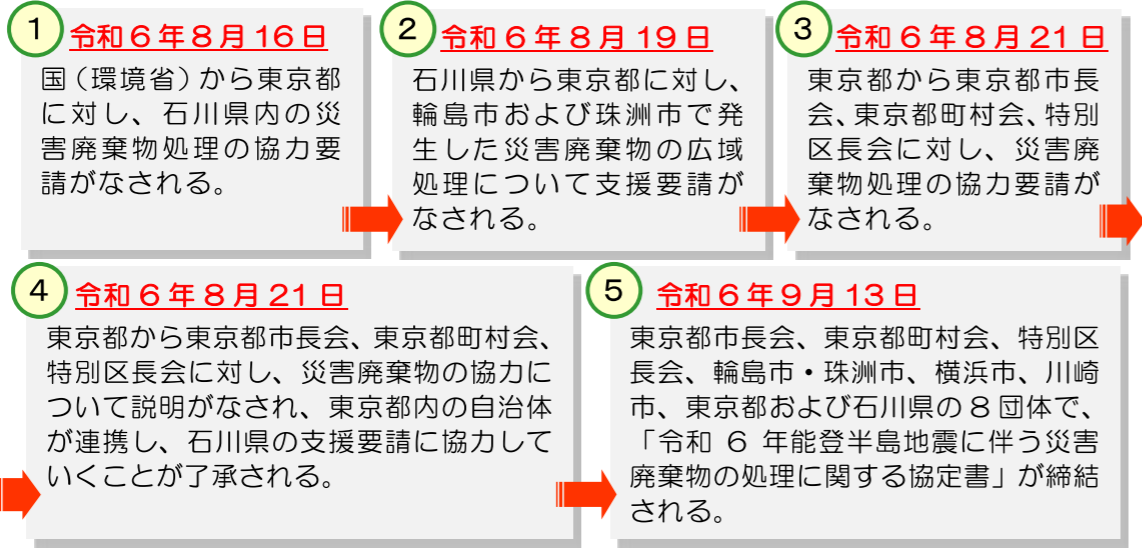 1 令和6年8月16日
国（環境省）から東京都
に対し、石川県内の災
害廃棄物処理の協力要
請がなされる。
2 令和6年8月19日
石川県から東京都に対し、
輪島市および珠洲市で発
生した災害廃棄物の広域
処理について支援要請が
なされる。
3 令和6年8月21日
東京都から東京都市長
会、東京都町村会、特別
区長会に対し、災害廃
棄物処理の協力要請が
なされる。
4 令和6年8月21日
東京都から東京都市長会、東京都町村会、
特別区長会に対し、災害廃棄物の協力に
ついて説明がなされ、東京都内の自治体
が連携し、石川県の支援要請に協力して
いくことが了承される。
5 令和6年9月13日
東京都市長会、東京都町村会、特別区
長会、輪島市・珠洲市、横浜市、川崎
市、東京都および石川県の8団体で、
「令和 6 年能登半島地震に伴う災害
廃棄物の処理に関する協定書」が締結
される。